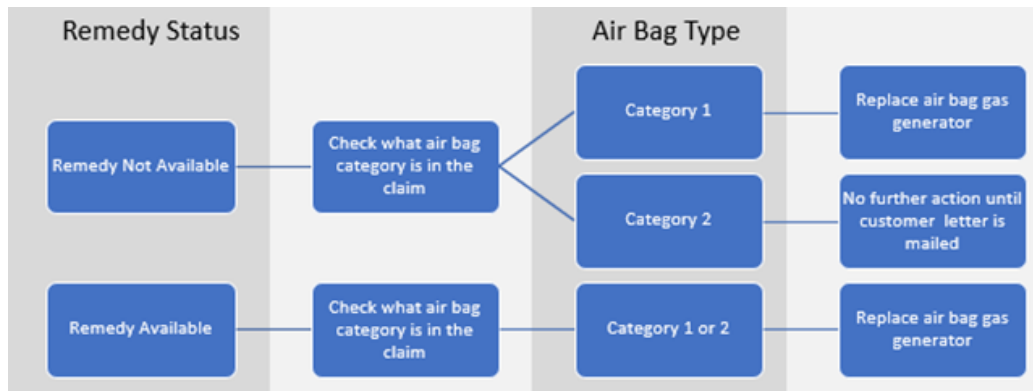 Remedy Status
Air Bag Type
Remedy Not Available
Check what air bag
category is in the
claim
Category 1
Replace air bag gas
generator
Category 2
No further action until
customer letter is
mailed
Remedy Available
Check what air bag
category is in the
claim
Category 1 or 2
Replace air bag gas
generator